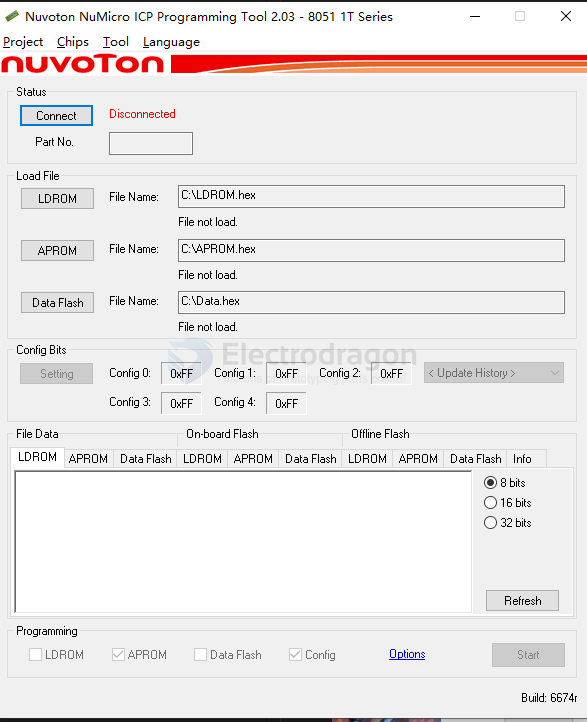 Nuvoton NuMicro ICP Programming Tool 2.03 - 8051 1T Series
Project Chips Tool Language
nuvoTon
Status
Connect Disconnected
Part No.
Load File
LDROM File Name: C:\LDROM.hex
File not load.
APROM File Name: C:\APROM.hex
File not load.
Data Flash File Name: C:\Data.hex
File not load.
Electrodragon
Config Bits
Setting Config 0: 0xFF Config 1: 0xFF Config 2: 0xFF < Update History >
Config 3: 0xFF Config 4: 0xFF
File Data On-board Flash Offline Flash
LDROM APROM Data Flash LDROM APROM Data Flash LDROM APROM Data Flash Info
8 bits
16 bits
32 bits
Refresh
Programming
LDROM APROM Data Flash Config Options Start
Build: 6674r